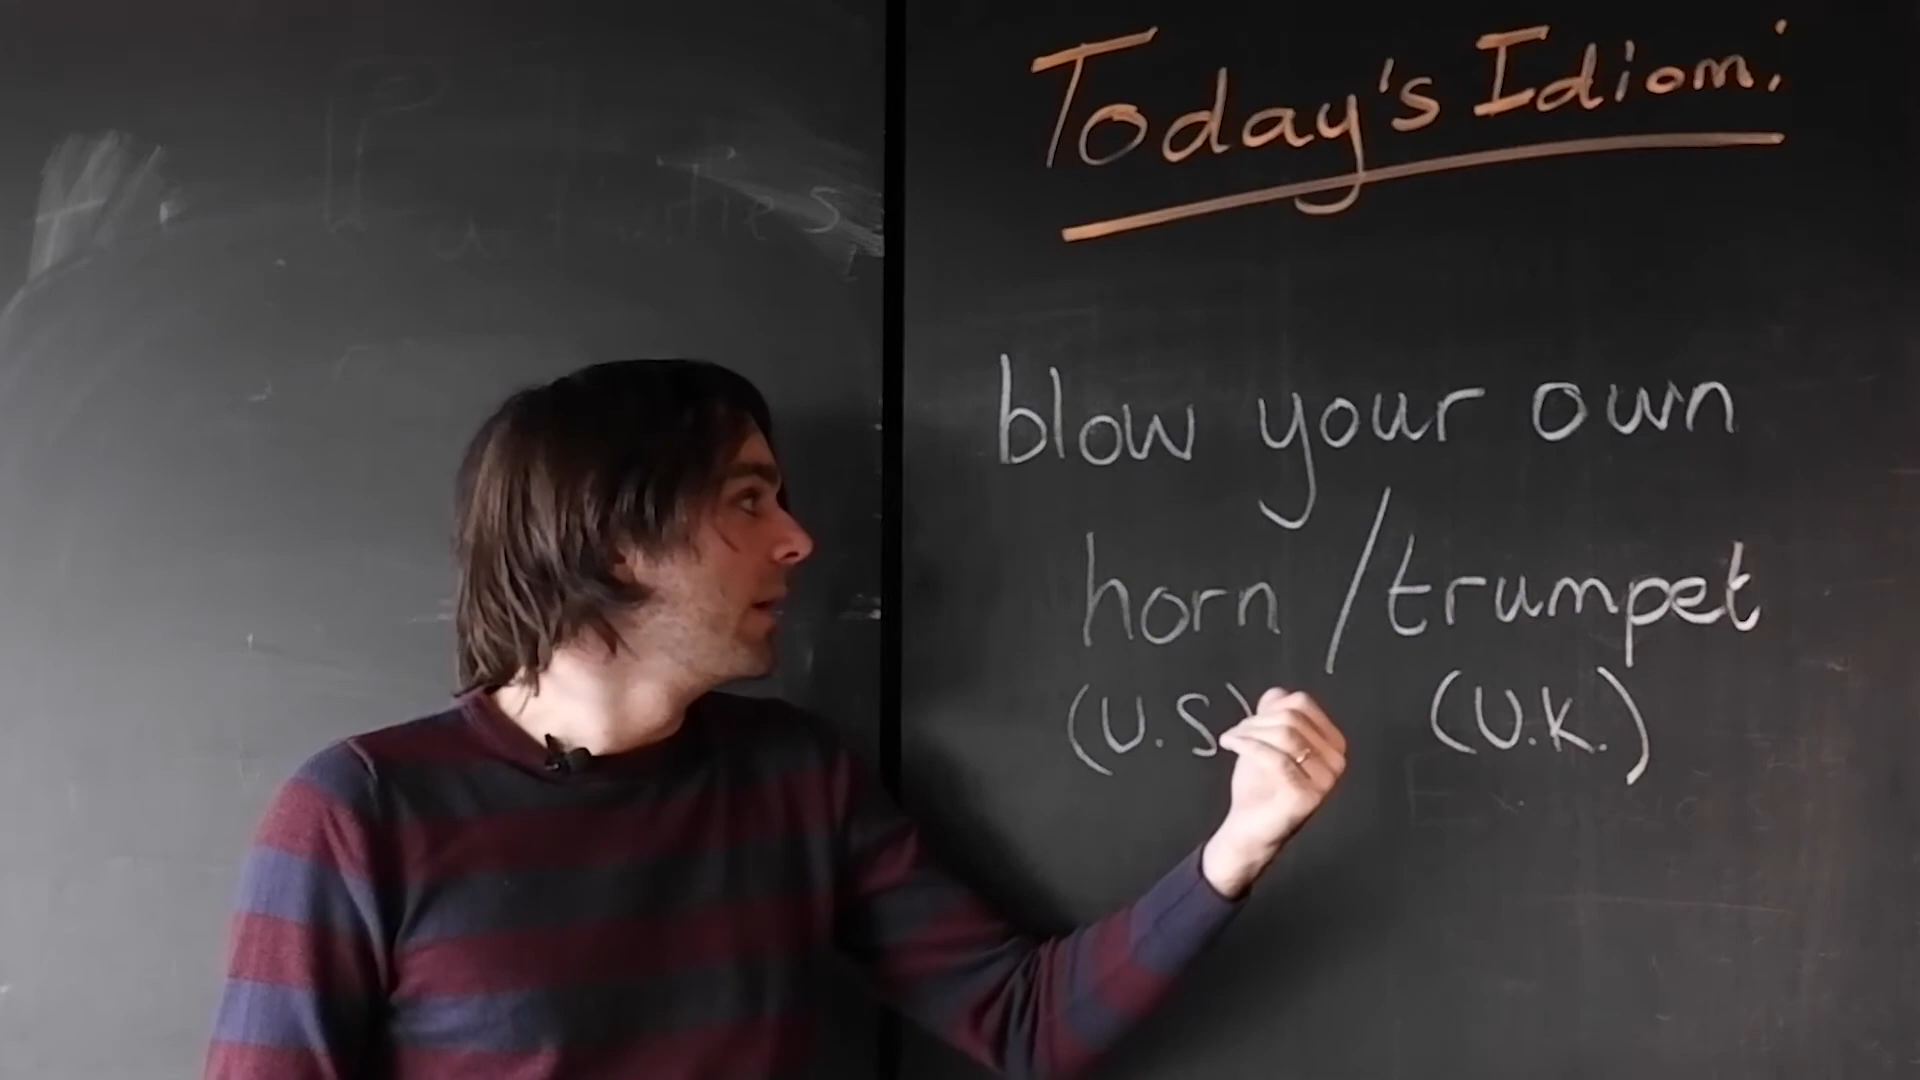 Today's Idiom:
blow your own
horn / trumpet
(U.S) (U.K.)